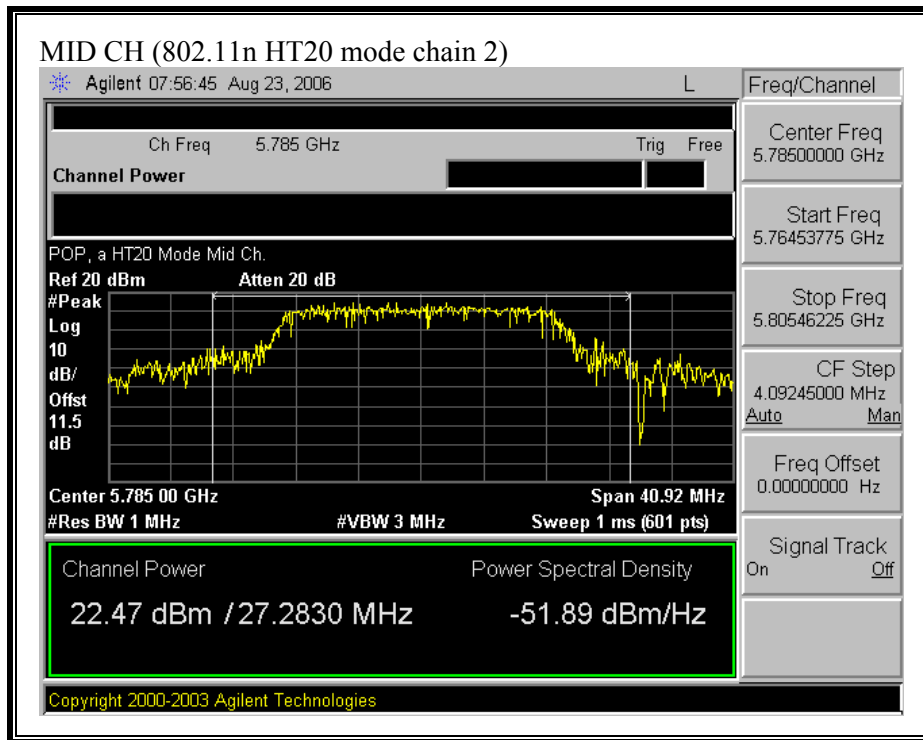 MID CH (802.11n HT20 mode chain 2)
Agilent 07:56:45 Aug 23, 2006 L
Freq/Channel
Ch Freq 5.785 GHz Trig Free
Channel Power
Center Freq
5.78500000 GHz
Start Freq
5.76453775 GHz
Stop Freq
5.80546225 GHz
CF Step
4.09245000 MHz
Auto Man
Freq Offset
0.00000000 Hz
Signal Track
On Off
POP, a HT20 Mode Mid Ch.
Ref 20 dBm Atten 20 dB
#Peak
Log
10
dB/
Offst
11.5
dB
Center 5.785 00 GHz Span 40.92 MHz
#Res BW 1 MHz #VBW 3 MHz Sweep 1 ms (601 pts)
Channel Power Power Spectral Density
22.47 dBm / 27.2830 MHz -51.89 dBm/Hz
Copyright 2000-2003 Agilent Technologies